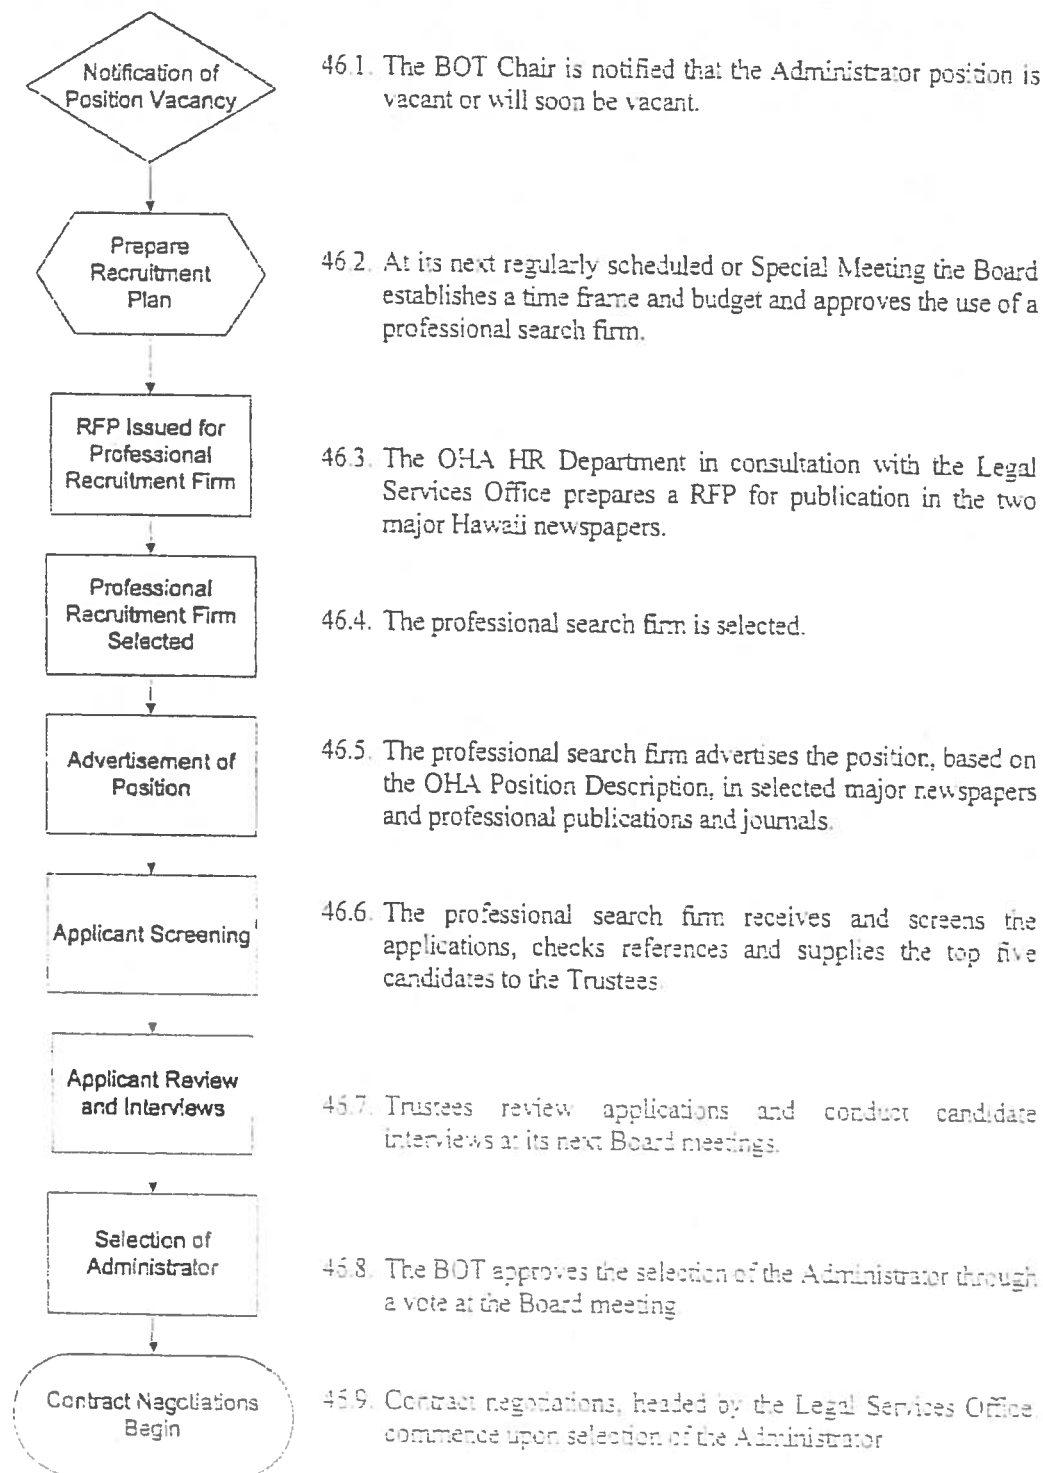 Notification of
Position Vacancy
46.1. The BOT Chair is notified that the Administrator position is
vacant or will soon be vacant.
Prepare
Recruitment
Plan
46.2. At its next regularly scheduled or Special Meeting the Board
establishes a time frame and budget and approves the use of a
professional search firm.
RFP Issued for
Professional
Recruitment Firm
46.3. The OHA HR Department in consultation with the Legal
Services Office prepares a RFP for publication in the two
major Hawaii newspapers.
Professional
Recruitment Firm
Selected
46.4. The professional search firm is selected.
Advertisement of
Position
46.5. The professional search firm advertises the position, based on
the OHA Position Description, in selected major newspapers
and professional publications and journals.
Applicant Screening
46.6. The professional search firm receives and screens the
applications, checks references and supplies the top five
candidates to the Trustees.
Applicant Review
and Interviews
46.7. Trustees review applications and conduct candidate
interviews at its next Board meetings.
Selection of
Administrator
46.8. The BOT approves the selection of the Administrator through
a vote at the Board meeting
Contract Negotiations
Begin
46.9. Contract negotiations, headed by the Legal Services Office,
commence upon selection of the Administrator